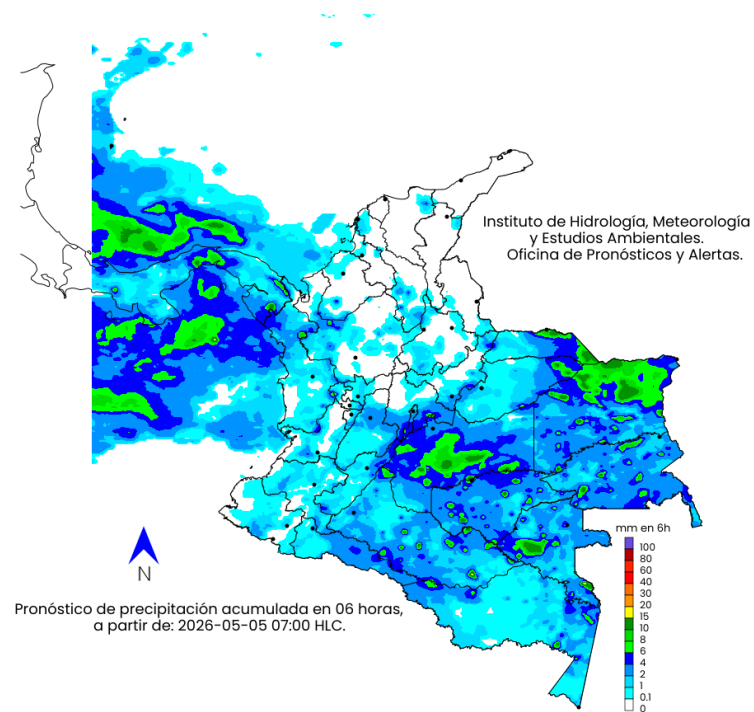 Instituto de Hidrología, Meteorología
y Estudios Ambientales.
Oficina de Pronósticos y Alertas.
mm en 6h
100
80
60
40
30
20
15
10
8
6
4
2
1
0.1
0
N
Pronóstico de precipitación acumulada en 06 horas,
a partir de: 2026-05-05 07:00 HLC.